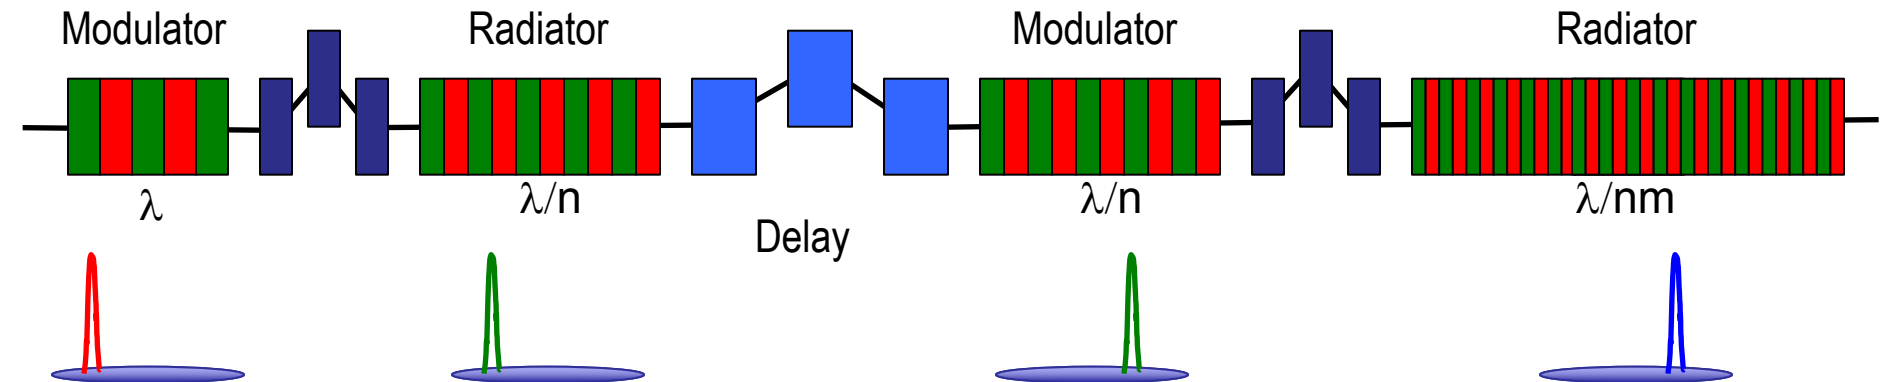 Modulator
Radiator
Modulator
Radiator
λ
λ/n
λ/n
λ/nm
Delay